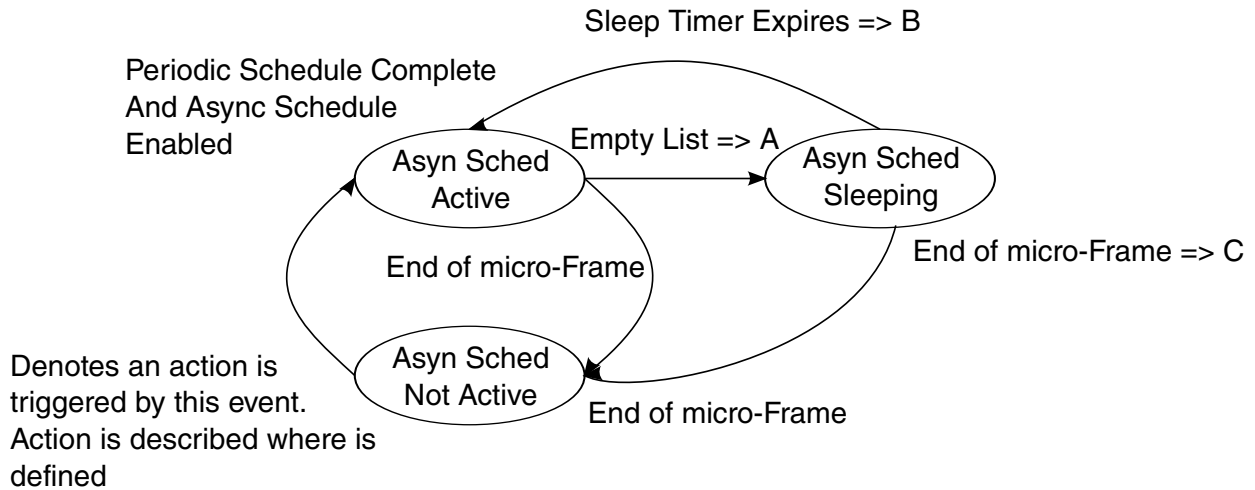 Sleep Timer Expires => B
Periodic Schedule Complete
And Async Schedule
Enabled
Empty List => A
Asyn Sched
Active
Asyn Sched
Sleeping
End of micro-Frame => C
End of micro-Frame
Asyn Sched
Not Active
End of micro-Frame
Denotes an action is
triggered by this event.
Action is described where is
defined